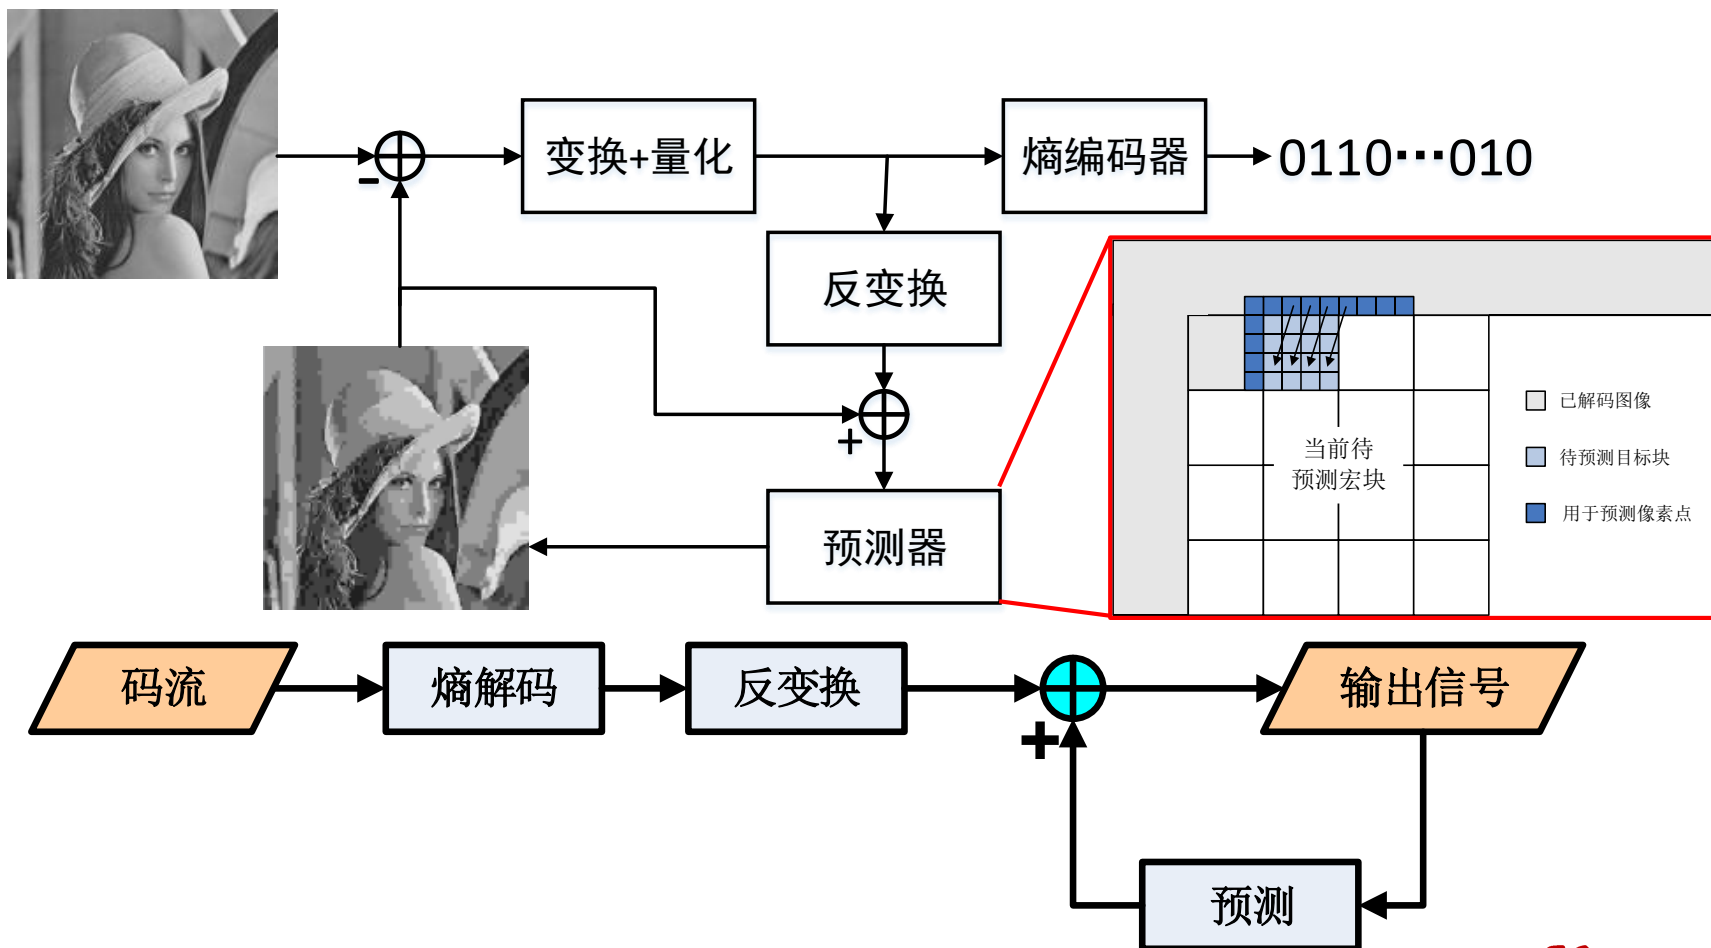 变换+量化
熵编码器
0110···010
−
反变换
+
已解码图像
当前待
预测宏块
待预测目标块
用于预测像素点
预测器
码流
熵解码
反变换
+
输出信号
预测